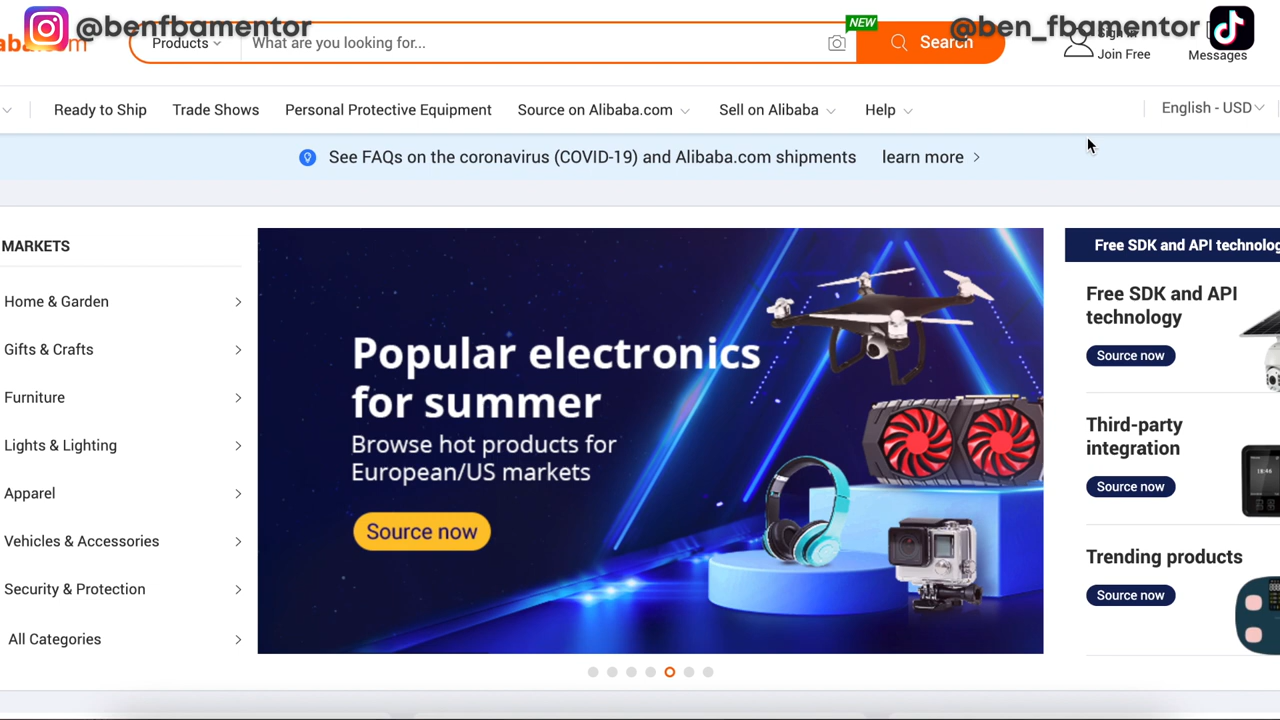 @benfbamentor
@ben_fbamentor
Products
What are you looking for...
NEW
Search
Join Free
Messages
Ready to Ship
Trade Shows
Personal Protective Equipment
Source on Alibaba.com
Sell on Alibaba
Help
English - USD
See FAQs on the coronavirus (COVID-19) and Alibaba.com shipments
learn more
MARKETS
Home & Garden
Gifts & Crafts
Furniture
Lights & Lighting
Apparel
Vehicles & Accessories
Security & Protection
All Categories
Popular electronics
for summer
Browse hot products for
European/US markets
Source now
Free SDK and API technolog
Free SDK and API
technology
Source now
Third-party
integration
Source now
Trending products
Source now